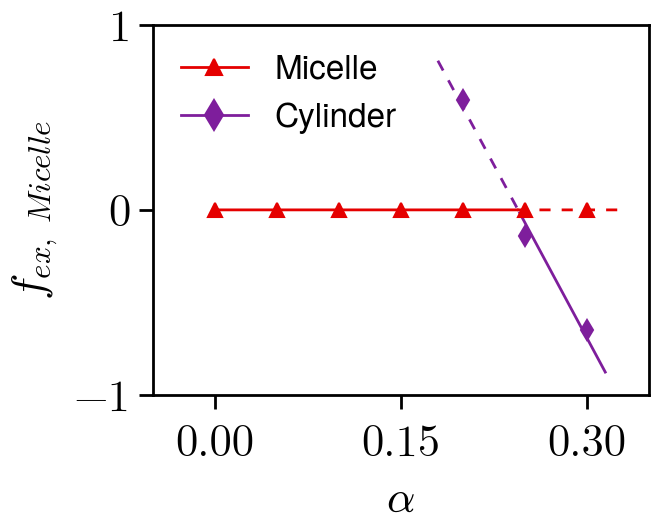 1
Micelle
Cylinder
f_{ex, Micelle}
0
−1
0.00 0.15 0.30
α